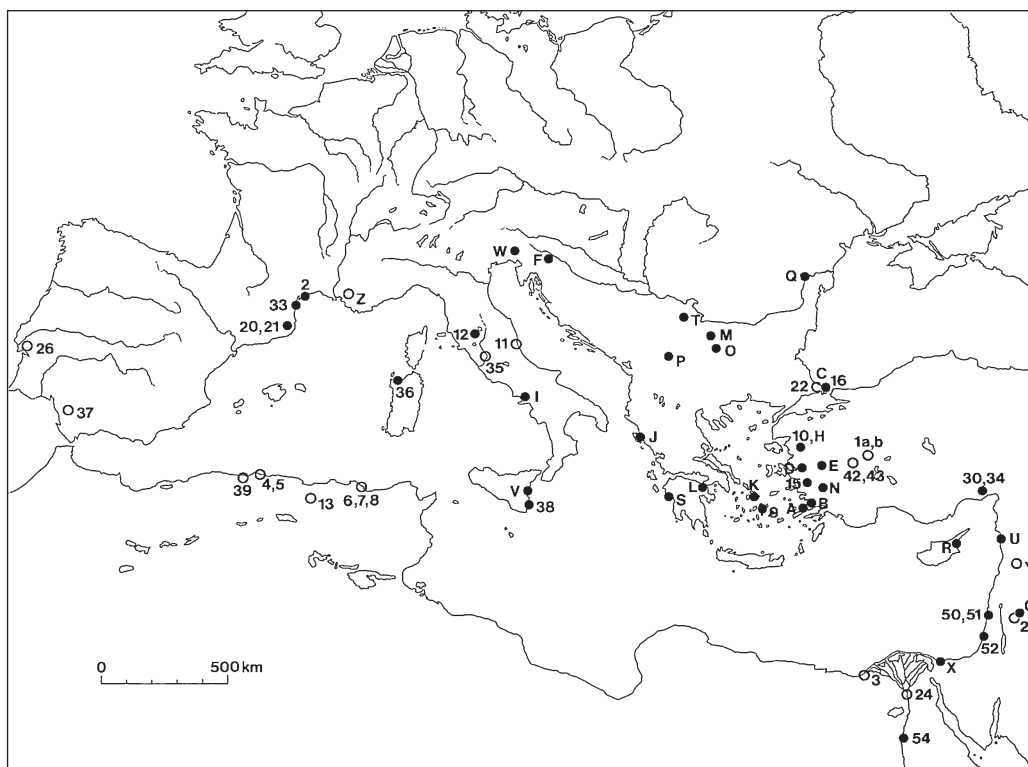 Q
W
F
2
Z
33
T
20,21
12
M
26
11
O
35
P
C
22
16
36
I
37
J
10,H
1a,b
E
D
42,43
39
4,5
15
30,34
13
6,7,8
V
L
K
N
S
38
9
A
B
R
U
Y
50,51
2
52
0
500 km
X
3
24
54